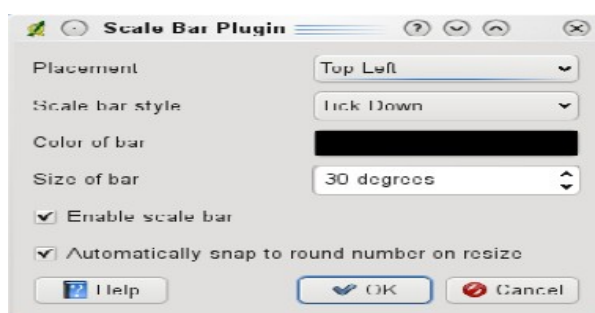 Scale Bar Plugin
Placement Top Left
Scale bar style Tick Down
Color of bar
Size of bar 30 degrees
Enable scale bar
Automatically snap to round number on resize
Help OK Cancel